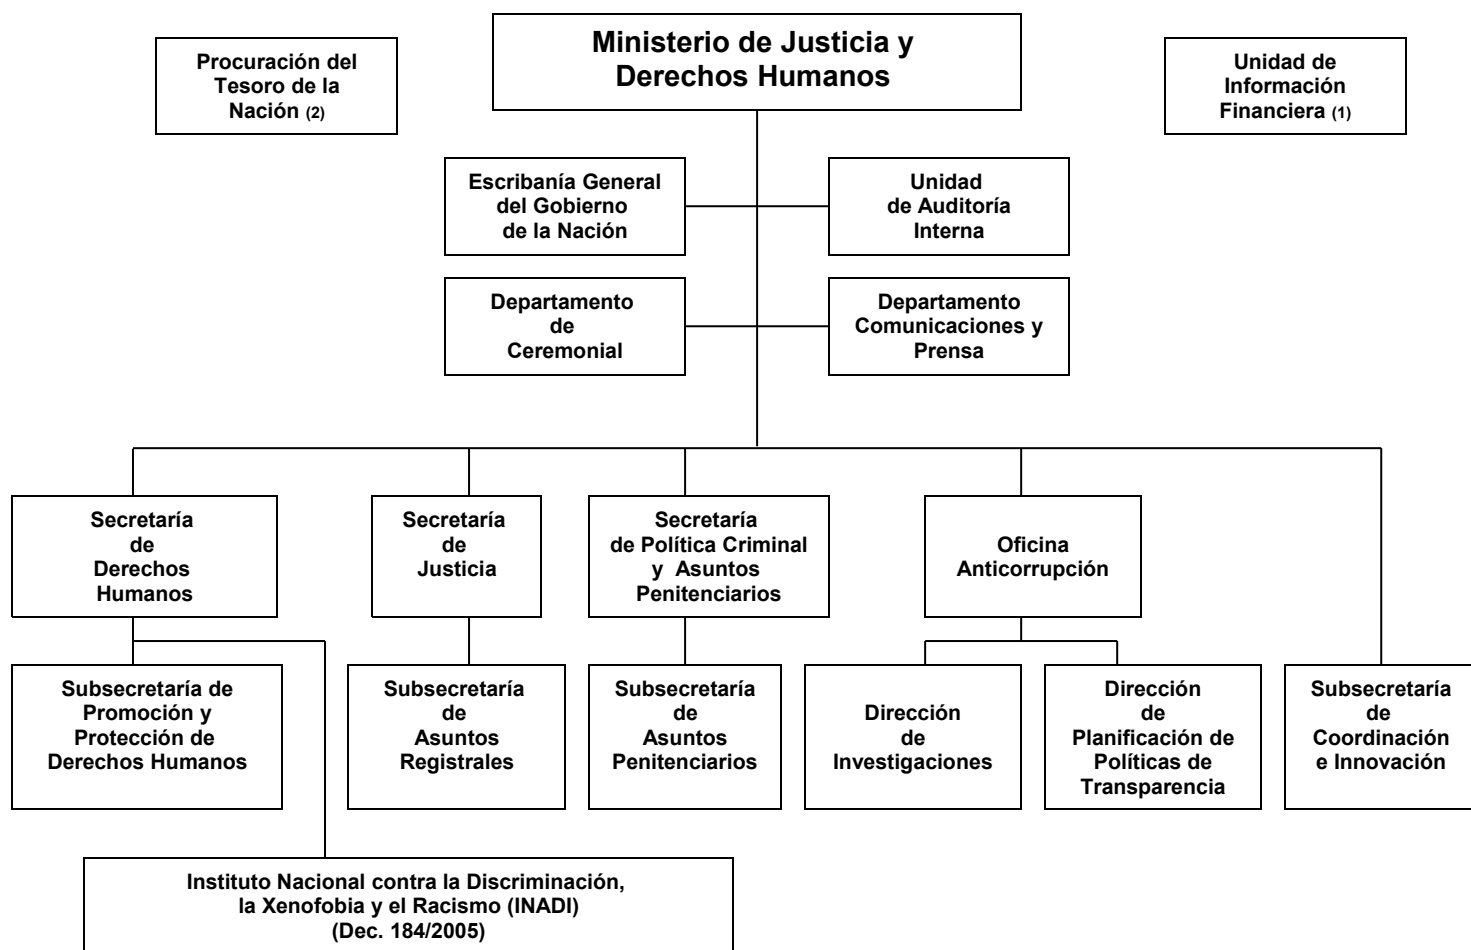 Ministerio de Justicia y
Derechos Humanos
Procuración del
Tesoro de la
Nación (2)
Unidad de
Información
Financiera (1)
Escribanía General
del Gobierno
de la Nación
Unidad
de Auditoría
Interna
Departamento
de
Ceremonial
Departamento
Comunicaciones y
Prensa
Secretaría
de
Derechos
Humanos
Secretaría
de
Justicia
Secretaría
de Política Criminal
y Asuntos
Penitenciarios
Oficina
Anticorrupción
Subsecretaría de
Promoción y
Protección de
Derechos Humanos
Subsecretaría
de
Asuntos
Registrales
Subsecretaría
de
Asuntos
Penitenciarios
Dirección
de
Investigaciones
Dirección
de
Planificación de
Políticas de
Transparencia
Subsecretaría
de
Coordinación
e Innovación
Instituto Nacional contra la Discriminación,
la Xenofobia y el Racismo (INADI)
(Dec. 184/2005)